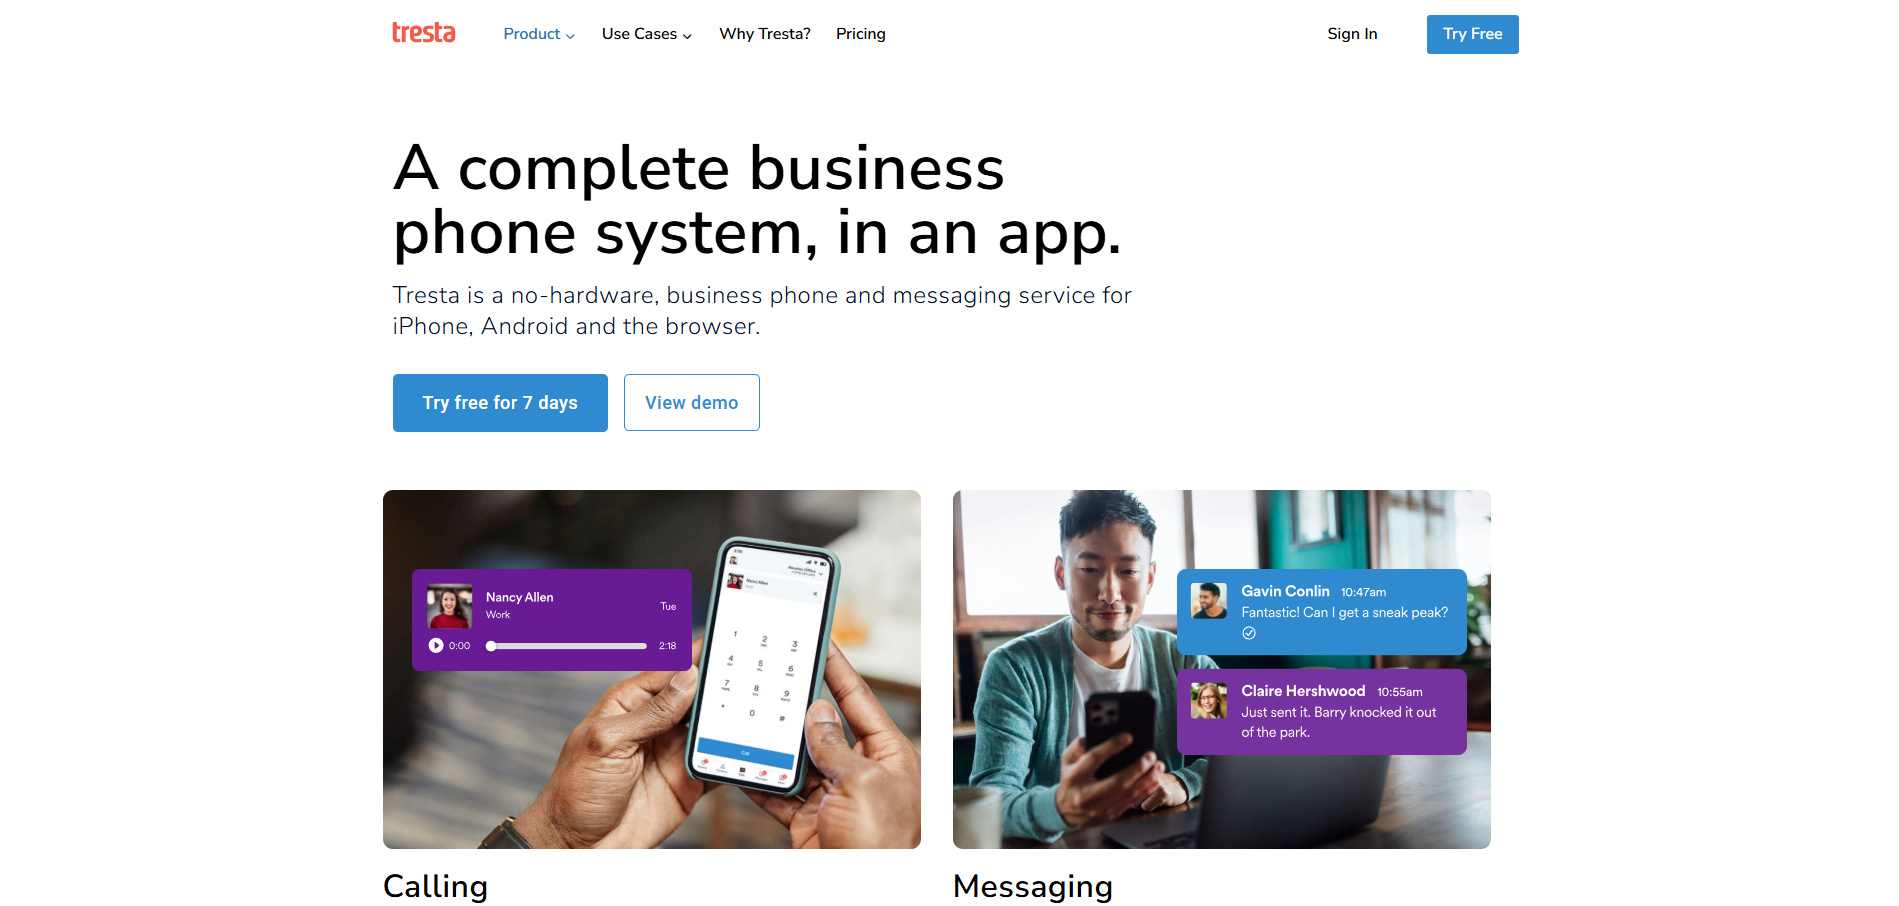 tresta
Product
Use Cases
Why Tresta?
Pricing
Sign In
Try Free
A complete business
phone system, in an app.
Tresta is a no-hardware, business phone and messaging service for
iPhone, Android and the browser.
Try free for 7 days
View demo
Nancy Allen
Work
Tue
0:00
2:18
Nancy Allen
1
2
3
4
5
6
7
8
9
*
0
#
Call
Gavin Conlin 10:47am
Fantastic! Can I get a sneak peak?
Claire Hershwood 10:55am
Just sent it. Barry knocked it out
of the park.
Calling
Messaging